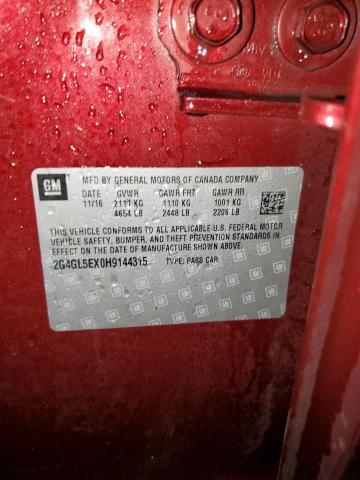 GM
MFD BY GENERAL MOTORS OF CANADA COMPANY
DATE GVWR GAWR FRT GAWR RR
11/16 2111 KG 1110 KG 1001 KG
4654 LB 2448 LB 2206 LB
THIS VEHICLE CONFORMS TO ALL APPLICABLE U.S. FEDERAL MOTOR
VEHICLE SAFETY, BUMPER, AND THEFT PREVENTION STANDARDS
IN EFFECT ON THE DATE OF MANUFACTURE SHOWN ABOVE.
2G4GL5EX0H9144315 TYPE: PASS CAR